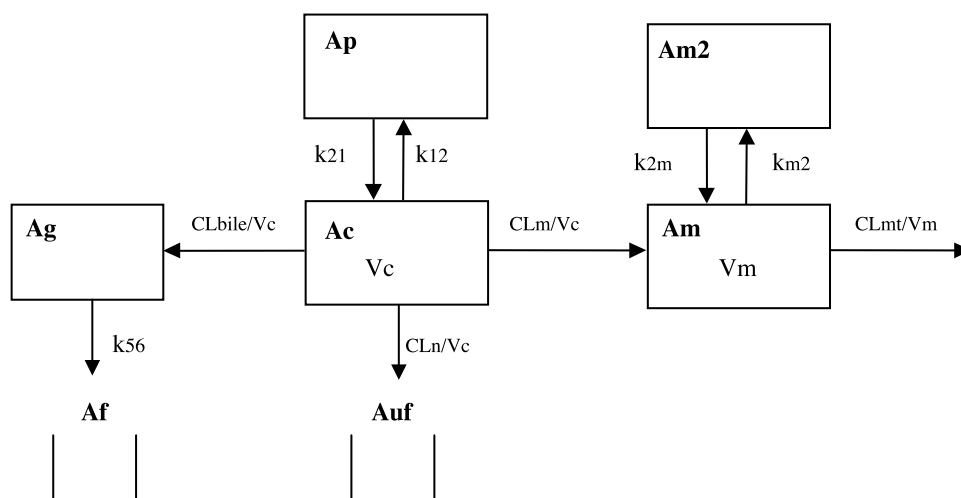 Ap
Am2
k21
k12
k2m
km2
Ag
CLbile/Vc
Ac
CLm/Vc
Am
CLmt/Vm
Vc
Vm
k56
CLn/Vc
Af
Auf